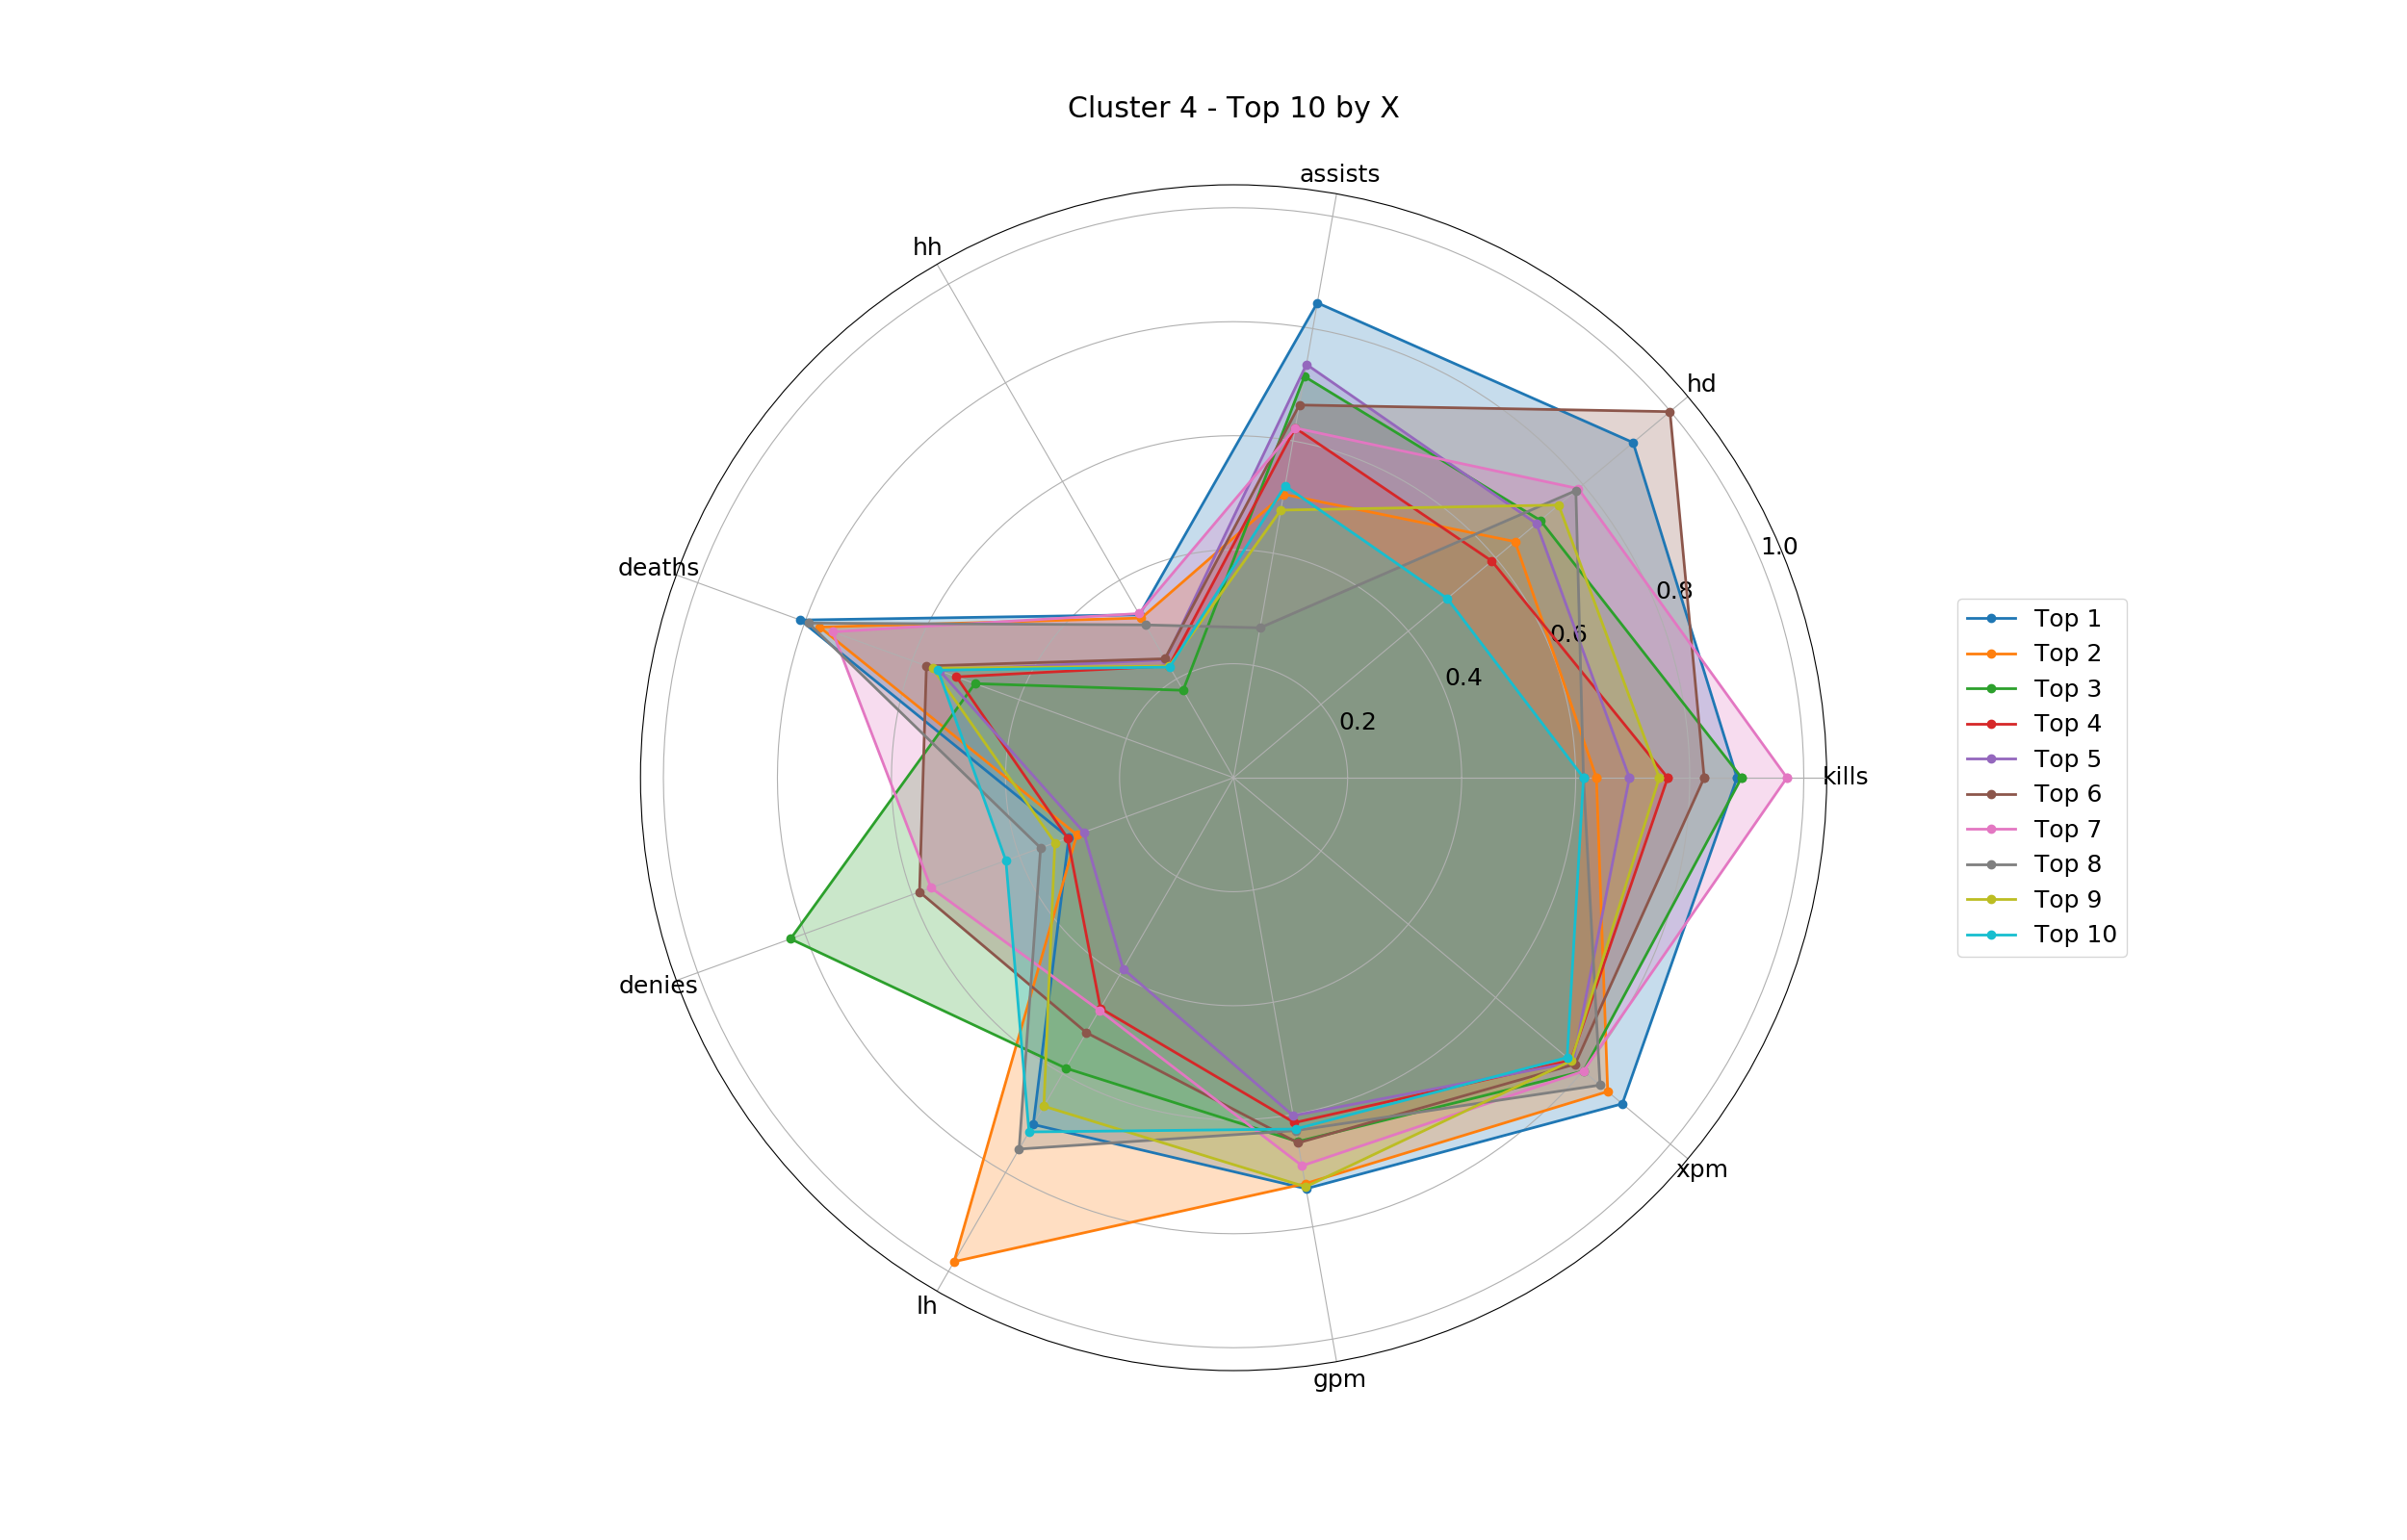 Cluster 4 - Top 10 by X
assists
hh
hd
deaths
1.0
0.8
0.6
0.4
0.2
kills
denies
xpm
lh
gpm
Top 1
Top 2
Top 3
Top 4
Top 5
Top 6
Top 7
Top 8
Top 9
Top 10